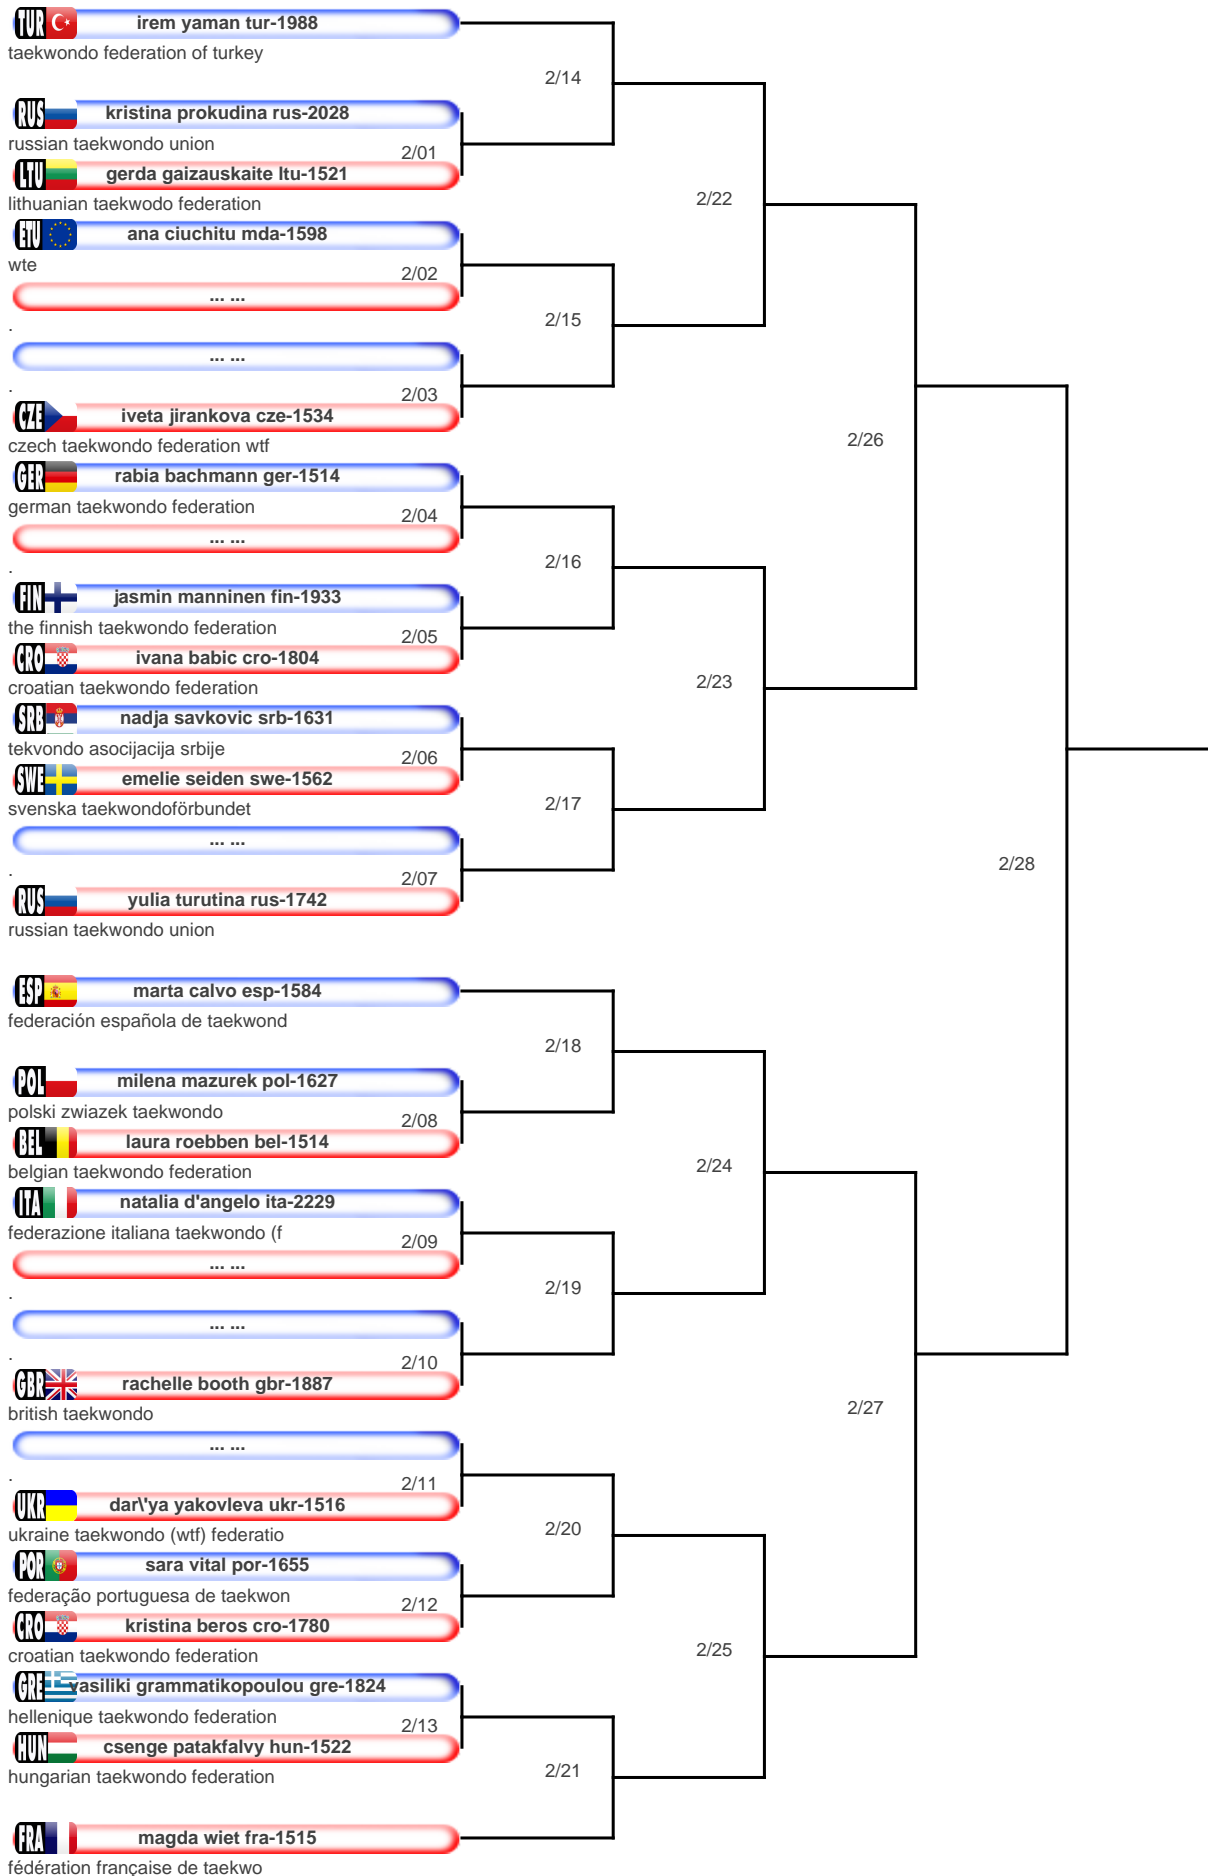 TUR irem yaman tur-1988
taekwondo federation of turkey
2/14
RUS kristina prokudina rus-2028
russian taekwondo union
2/01
LTU gerda gaizauskaite ltu-1521
lithuanian taekwodo federation
2/22
ETU ana ciuchitu mda-1598
wte
2/02
... ...
.
2/15
... ...
.
2/03
CZE iveta jirankova cze-1534
czech taekwondo federation wtf
2/26
GER rabia bachmann ger-1514
german taekwondo federation
2/04
... ...
.
2/16
FIN jasmin manninen fin-1933
the finnish taekwondo federation
2/05
CRO ivana babic cro-1804
croatian taekwondo federation
2/23
SRB nadja savkovic srb-1631
tekvondo asocijacija srbije
2/06
SWE emelie seiden swe-1562
svenska taekwondoförbundet
2/17
... ...
.
2/28
2/07
RUS yulia turutina rus-1742
russian taekwondo union
ESP marta calvo esp-1584
federación española de taekwond
2/18
POL milena mazurek pol-1627
polski zwiazek taekwondo
2/08
BEL laura roebben bel-1514
belgian taekwondo federation
2/24
ITA natalia d'angelo ita-2229
federazione italiana taekwondo (f
2/09
... ...
.
2/19
... ...
.
2/10
GBR rachelle booth gbr-1887
british taekwondo
2/27
... ...
.
2/11
UKR dar\'ya yakovleva ukr-1516
ukraine taekwondo (wtf) federatio
2/20
POR sara vital por-1655
federação portuguesa de taekwon
2/12
CRO kristina beros cro-1780
croatian taekwondo federation
2/25
GRE vasiliki grammatikopoulou gre-1824
hellenique taekwondo federation
2/13
HUN csenge patakfalvy hun-1522
hungarian taekwondo federation
2/21
FRA magda wiet fra-1515
fédération française de taekwo